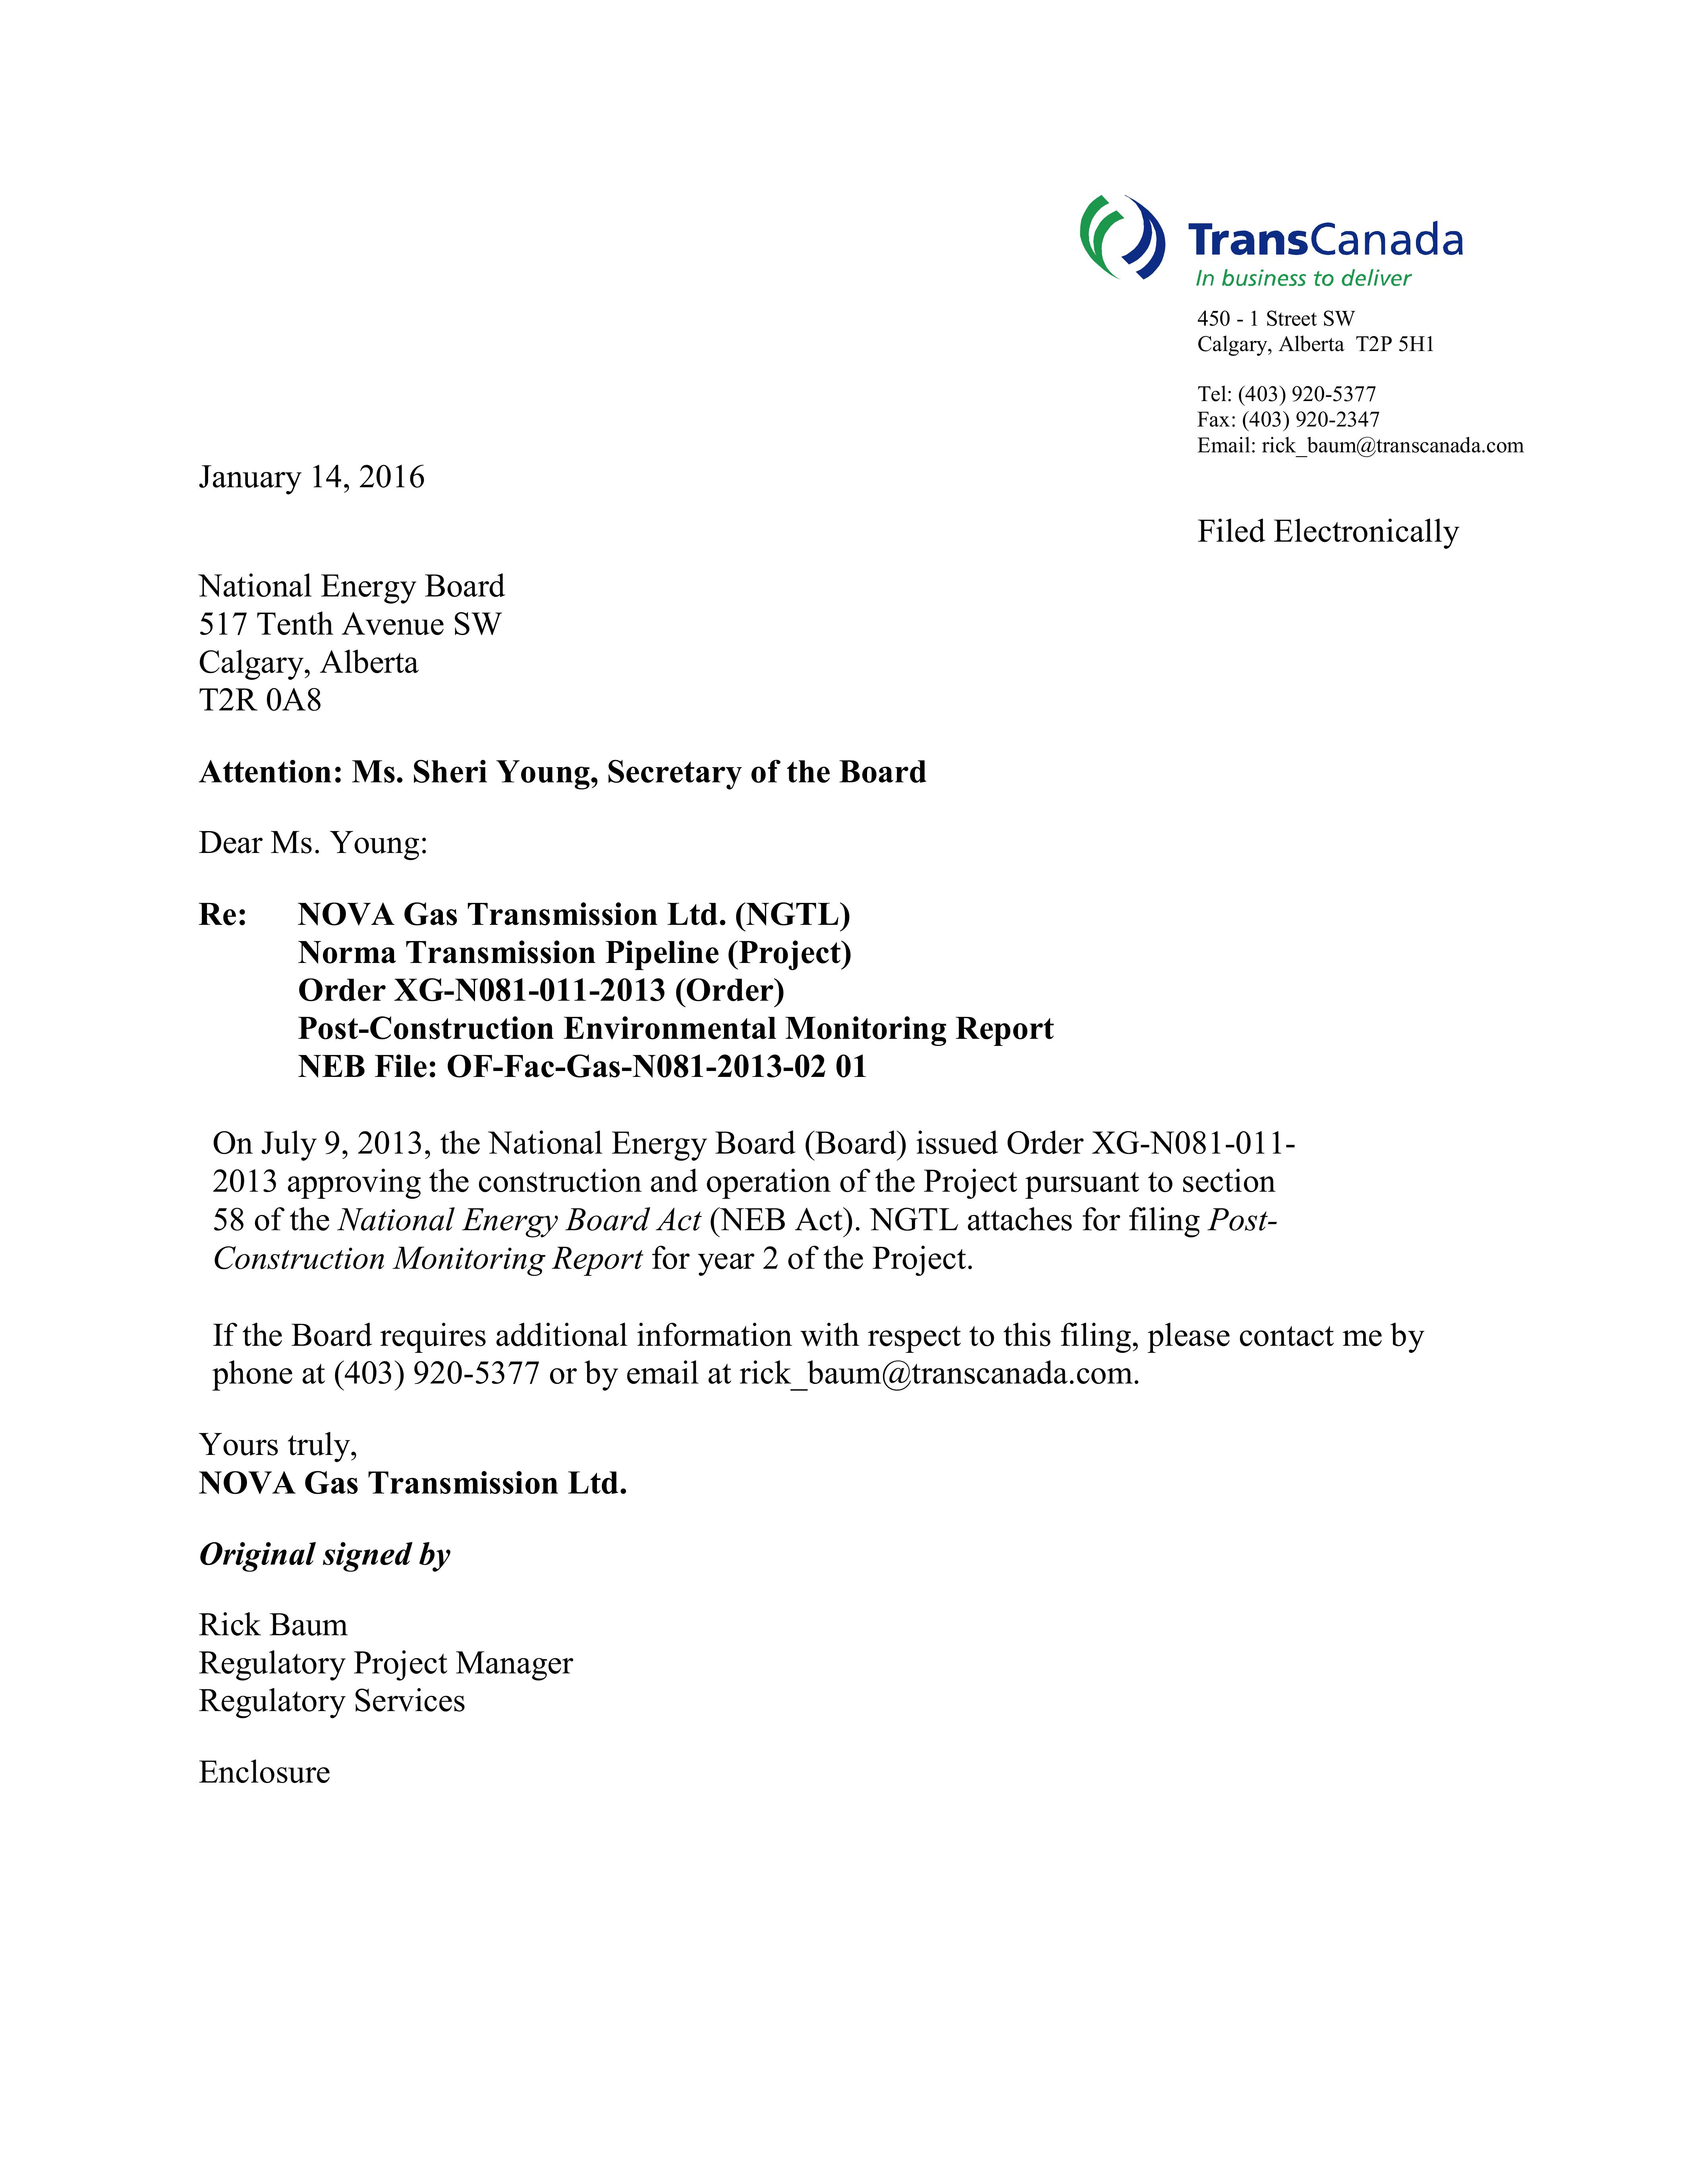 TransCanada
In business to deliver
450 - 1 Street SW
Calgary, Alberta  T2P 5H1
Tel: (403) 920-5377
Fax: (403) 920-2347
Email: rick_baum@transcanada.com
January 14, 2016
Filed Electronically
National Energy Board
517 Tenth Avenue SW
Calgary, Alberta
T2R 0A8
Attention: Ms. Sheri Young, Secretary of the Board
Dear Ms. Young:
Re: NOVA Gas Transmission Ltd. (NGTL)
Norma Transmission Pipeline (Project)
Order XG-N081-011-2013 (Order)
Post-Construction Environmental Monitoring Report
NEB File: OF-Fac-Gas-N081-2013-02 01
On July 9, 2013, the National Energy Board (Board) issued Order XG-N081-011-
2013 approving the construction and operation of the Project pursuant to section
58 of the National Energy Board Act (NEB Act). NGTL attaches for filing Post-
Construction Monitoring Report for year 2 of the Project.
If the Board requires additional information with respect to this filing, please contact me by
phone at (403) 920-5377 or by email at rick_baum@transcanada.com.
Yours truly,
NOVA Gas Transmission Ltd.
Original signed by
Rick Baum
Regulatory Project Manager
Regulatory Services
Enclosure